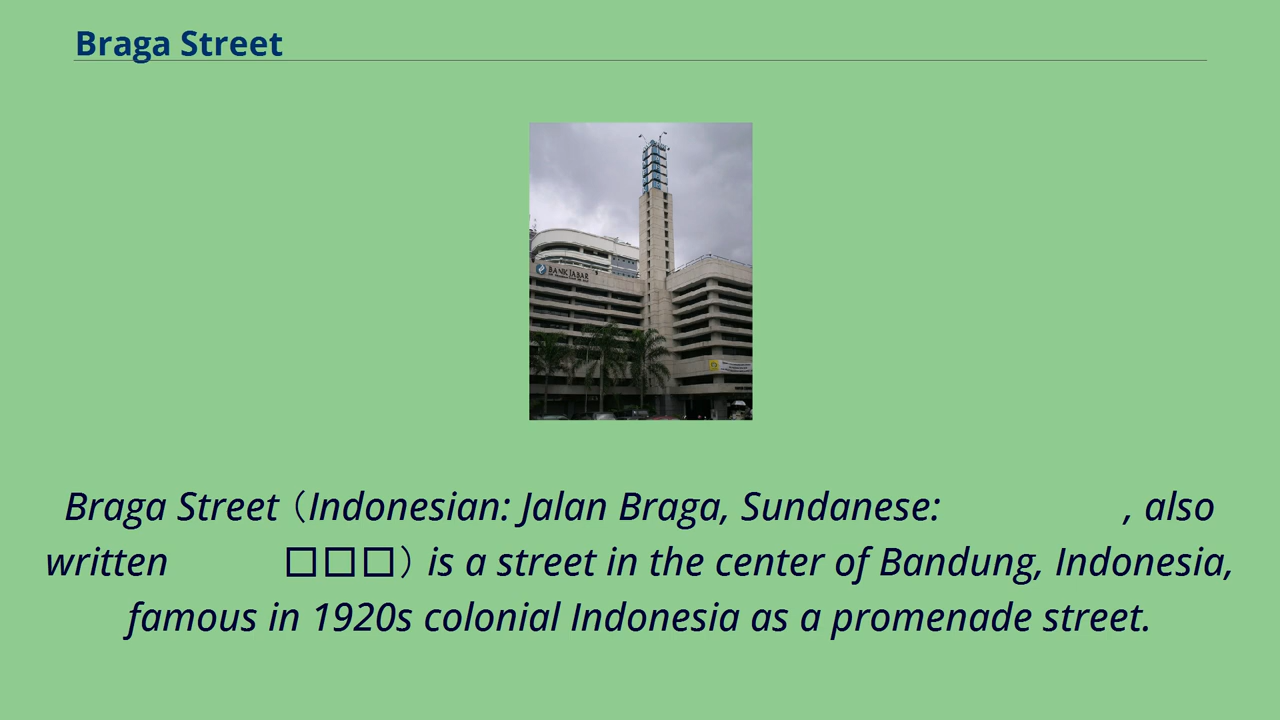 Braga Street
BANK JABAR
Braga Street (Indonesian: Jalan Braga, Sundanese: , also
written □□□) is a street in the center of Bandung, Indonesia,
famous in 1920s colonial Indonesia as a promenade street.